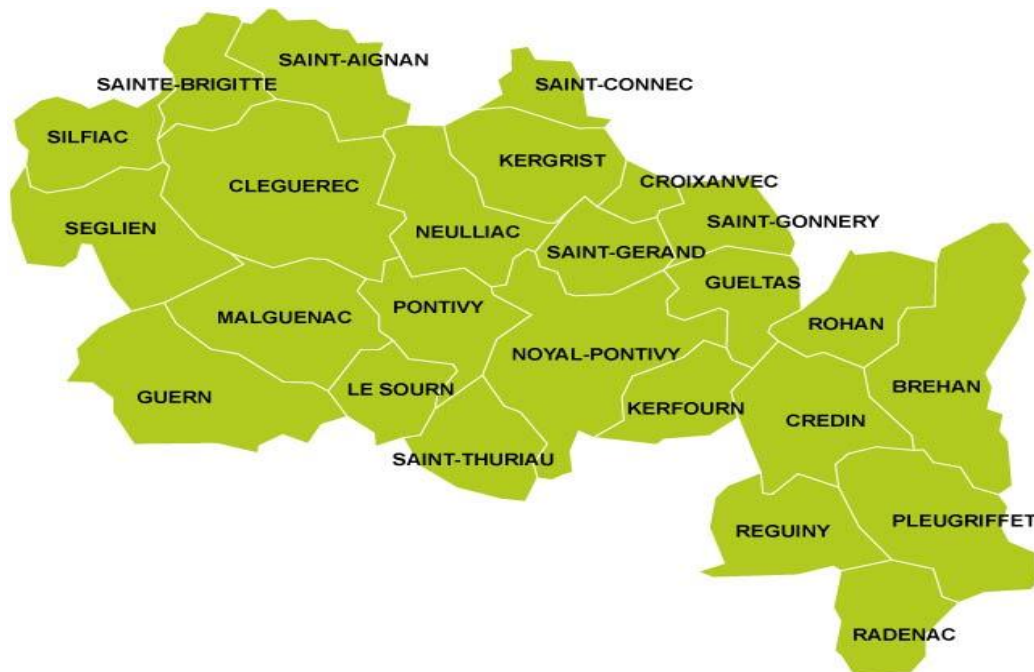 SAINT-AIGNAN
SAINTE-BRIGITTE
SAINT-CONNEC
SILFIAC
KERGRIST
CLEGUEREC
CROIXANVEC
SEGLIEN
NEULLIAC
SAINT-GONNERY
SAINT-GERAND
GUELTAS
MALGUENAC
PONTIVY
ROHAN
NOYAL-PONTIVY
GUERN
LE SOURN
BREHAN
KERFOURN
CREDIN
SAINT-THURIAU
REGUINY
PLEUGRIFFET
RADENAC